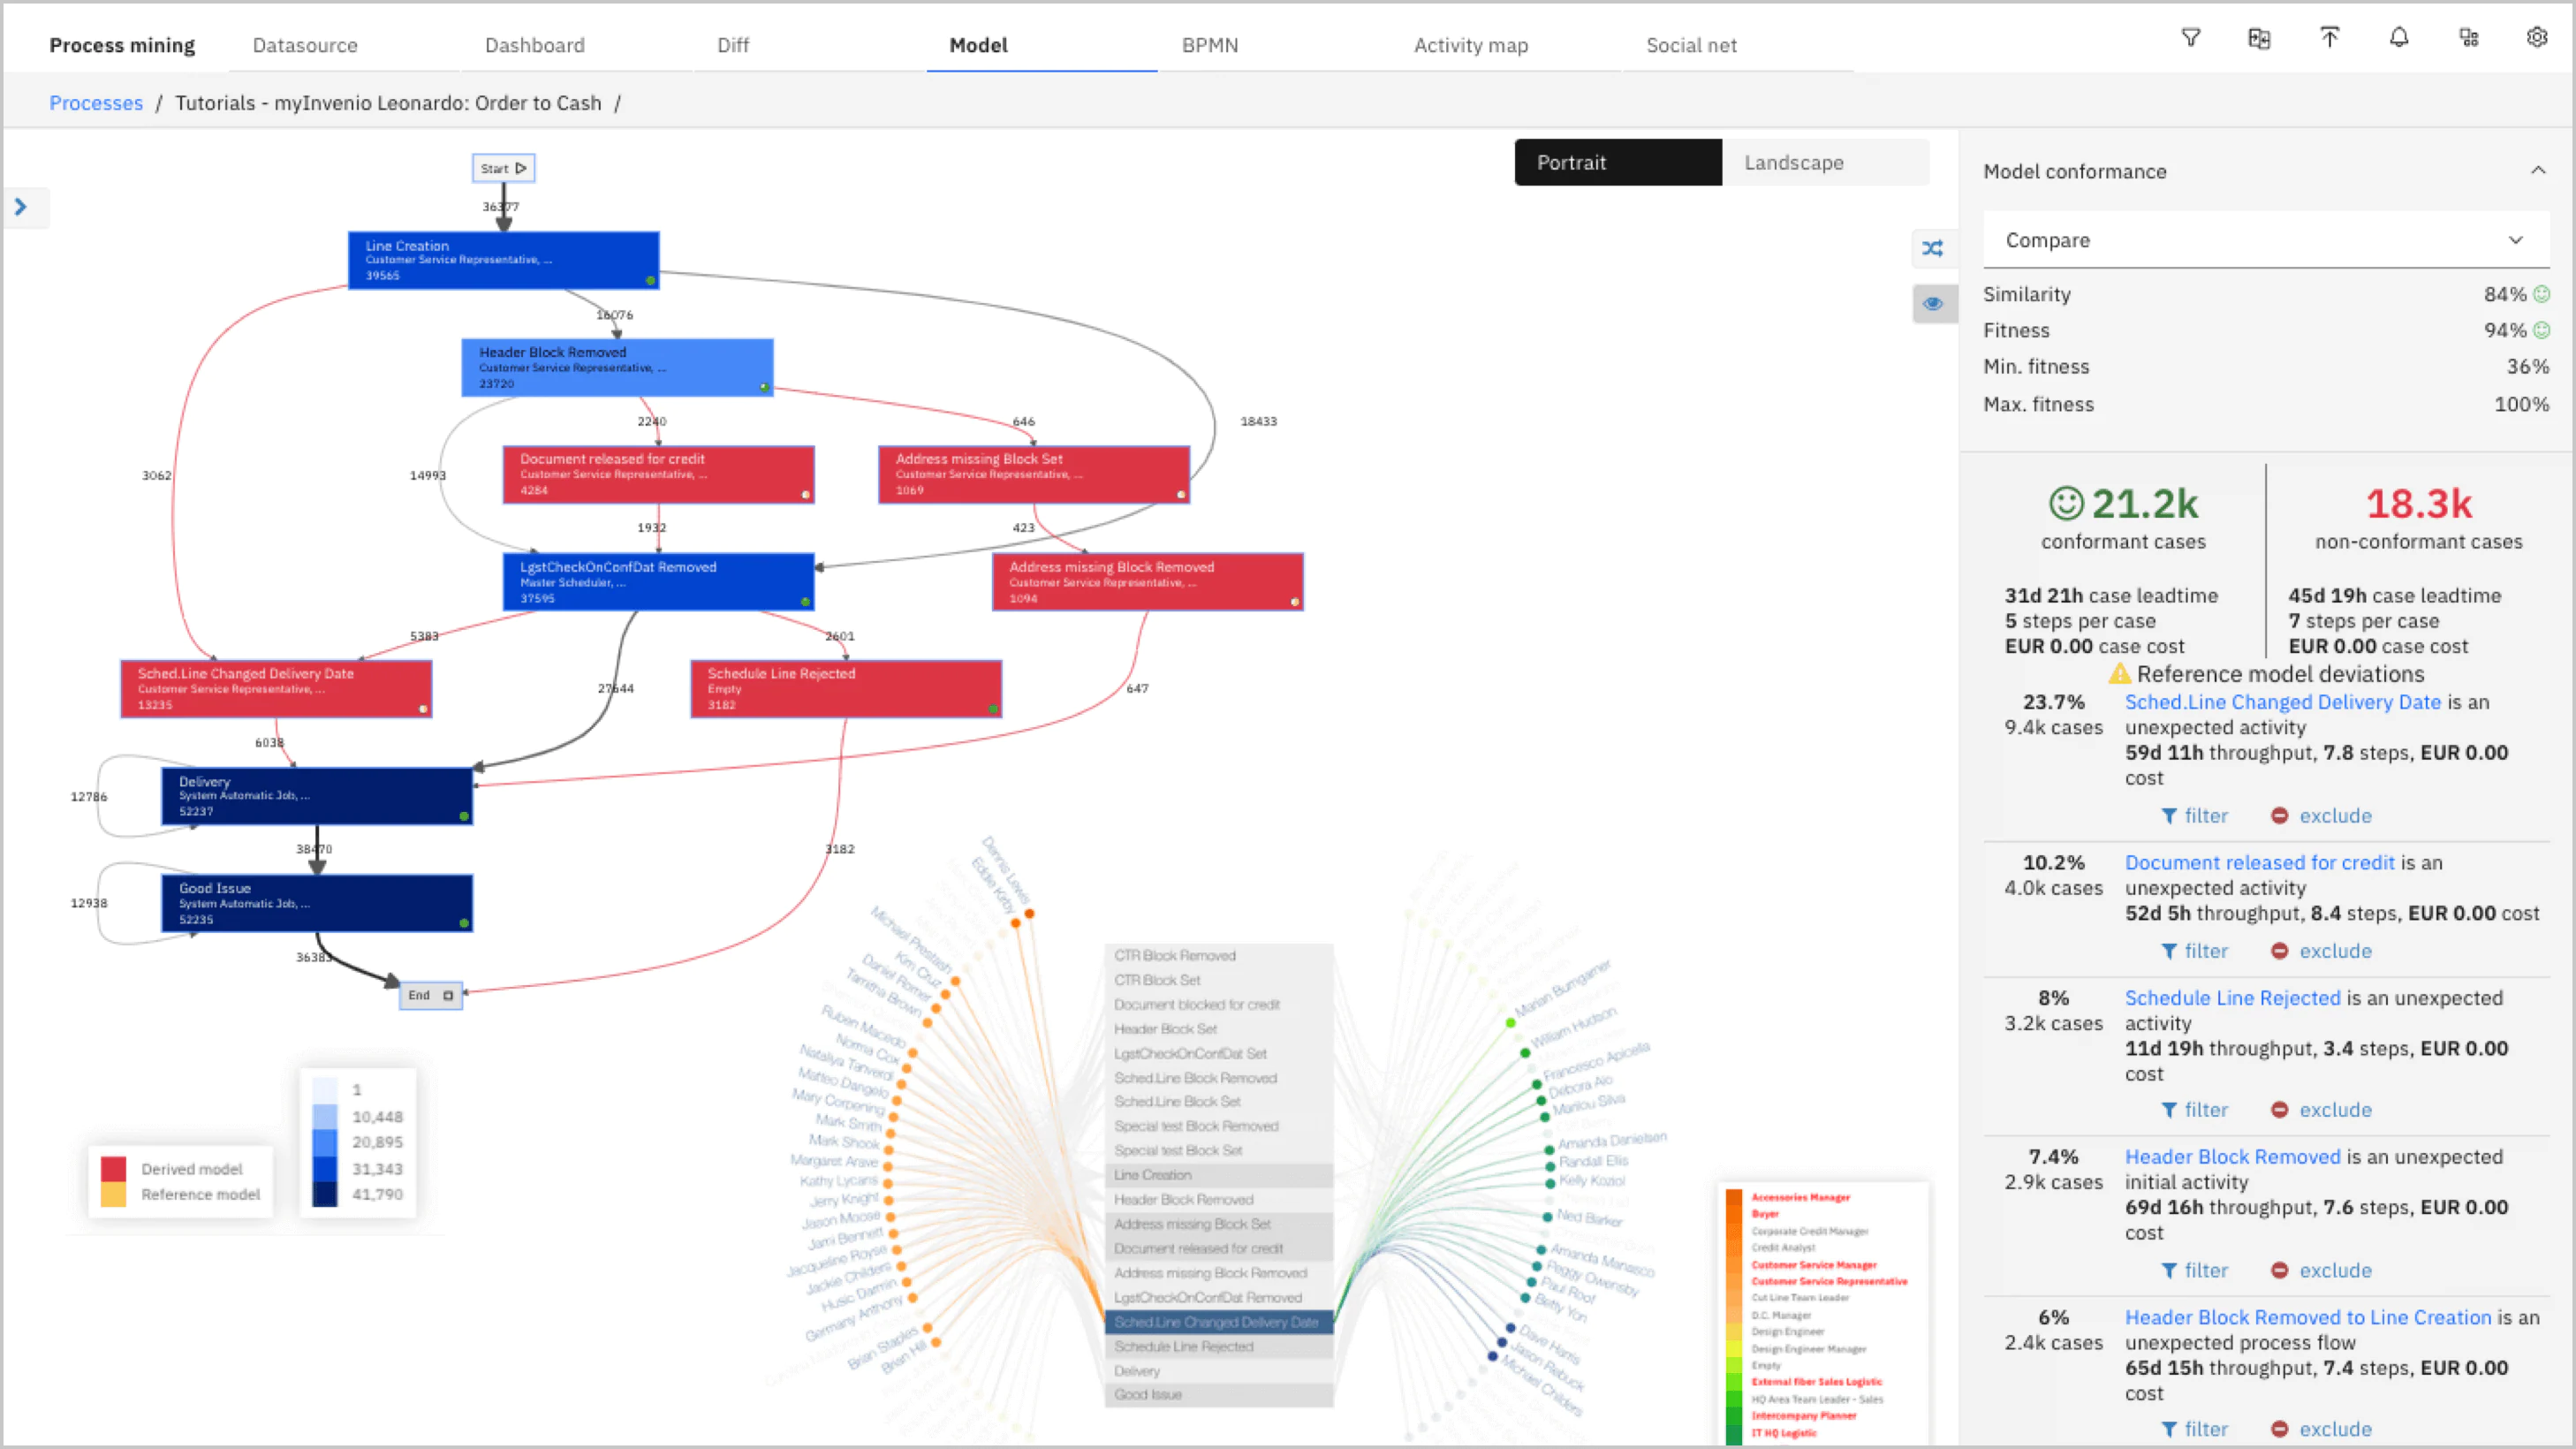 Process mining
Datasource
Dashboard
Diff
Model
BPMN
Activity map
Social net
Processes / Tutorials - myInvenio Leonardo: Order to Cash /
Portrait
Landscape
Start
36377
Line Creation
Customer Service Representative, ...
39565
16076
Header Block Removed
Customer Service Representative, ...
23720
2240
646
18433
3062
14993
Document released for credit
Customer Service Representative, ...
4284
Address missing Block Set
Customer Service Representative, ...
1069
1932
423
LgstCheckOnConfDat Removed
Master Scheduler, ...
37595
Address missing Block Removed
Customer Service Representative, ...
1094
5383
2601
Sched.Line Changed Delivery Date
Customer Service Representative, ...
13235
27644
Schedule Line Rejected
Empty
3182
647
6038
12786
Delivery
System Automatic Job, ...
52237
38470
3182
12938
Good Issue
System Automatic Job, ...
52235
36383
End
Derived model
Reference model
1
10,448
20,895
31,343
41,790
Dennis Lewis
Eddie Kirby
Michael Prestash
Kim Cruz
Daniel Romer
Tamitha Brown
Ruben Macedo
Norma Cox
Nataliya Tanverdi
Matteo Dangelo
Mary Corpening
Mark Smith
Mark Shook
Margaret Arave
Kathy Lycans
Jerry Knight
Jason Moose
Jami Bennett
Jacqueline Royse
Jackie Childers
Husic Damin
Germany Anthony
Brian Staples
Brian Hill
CTR Block Removed
CTR Block Set
Document blocked for credit
Header Block Set
LgstCheckOnConfDat Set
Sched.Line Block Removed
Sched.Line Block Set
Special test Block Removed
Special test Block Set
Line Creation
Header Block Removed
Address missing Block Set
Document released for credit
Address missing Block Removed
LgstCheckOnConfDat Removed
Sched.Line Changed Delivery Date
Schedule Line Rejected
Delivery
Good Issue
Marian Bumgarner
William Hudson
Francesco Apicella
Debora Alo
Marilou Silva
Amanda Danielsen
Randall Ellis
Kelly Koziol
Ned Barker
Amanda Manasco
Peggy Owensby
Paul Roof
Betty Yon
Dave Harris
Jason Rebuck
Michael Childers
Accessories Manager
Buyer
Corporate Credit Manager
Credit Analyst
Customer Service Manager
Customer Service Representative
Cut Line Team Leader
D.C. Manager
Design Engineer
Design Engineer Manager
Empty
External fiber Sales Logistic
HQ Area Team Leader - Sales
Intercompany Planner
IT HQ Logistic
Model conformance
Compare
Similarity 84%
Fitness 94%
Min. fitness 36%
Max. fitness 100%
21.2k
conformant cases
31d 21h case leadtime
5 steps per case
EUR 0.00 case cost
18.3k
non-conformant cases
45d 19h case leadtime
7 steps per case
EUR 0.00 case cost
Reference model deviations
23.7%
9.4k cases
Sched.Line Changed Delivery Date is an
unexpected activity
59d 11h throughput, 7.8 steps, EUR 0.00
cost
filter exclude
10.2%
4.0k cases
Document released for credit is an
unexpected activity
52d 5h throughput, 8.4 steps, EUR 0.00 cost
filter exclude
8%
3.2k cases
Schedule Line Rejected is an unexpected
activity
11d 19h throughput, 3.4 steps, EUR 0.00
cost
filter exclude
7.4%
2.9k cases
Header Block Removed is an unexpected
initial activity
69d 16h throughput, 7.6 steps, EUR 0.00
cost
filter exclude
6%
2.4k cases
Header Block Removed to Line Creation is an
unexpected process flow
65d 15h throughput, 7.4 steps, EUR 0.00
cost
filter exclude